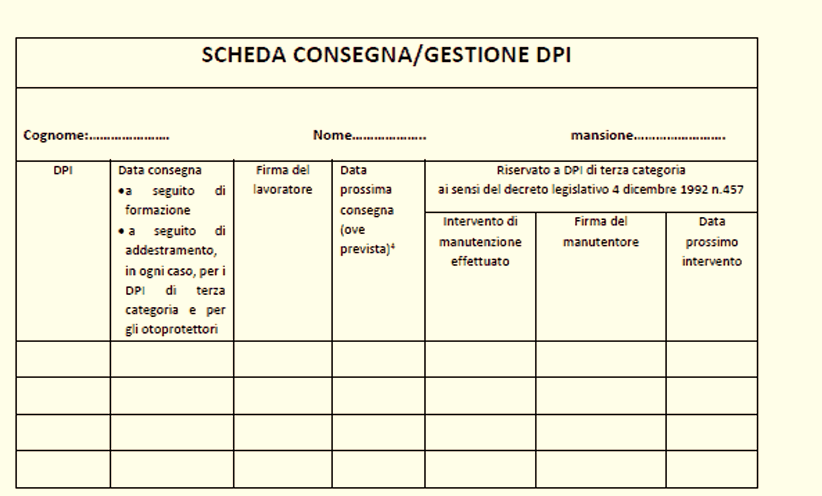 SCHEDA CONSEGNA/GESTIONE DPI
Cognome:…………………. Nome……………….. mansione…………………….
DPI
Data consegna
•a seguito di
formazione
• a seguito di
addestramento,
in ogni caso, per i
DPI di terza
categoria e per
gli otoprotettori
Firma del
lavoratore
Data
prossima
consegna
(ove
prevista)⁴
Riservato a DPI di terza categoria
ai sensi del decreto legislativo 4 dicembre 1992 n.457
Intervento di
manutenzione
effettuato
Firma del
manutentore
Data
prossimo
intervento